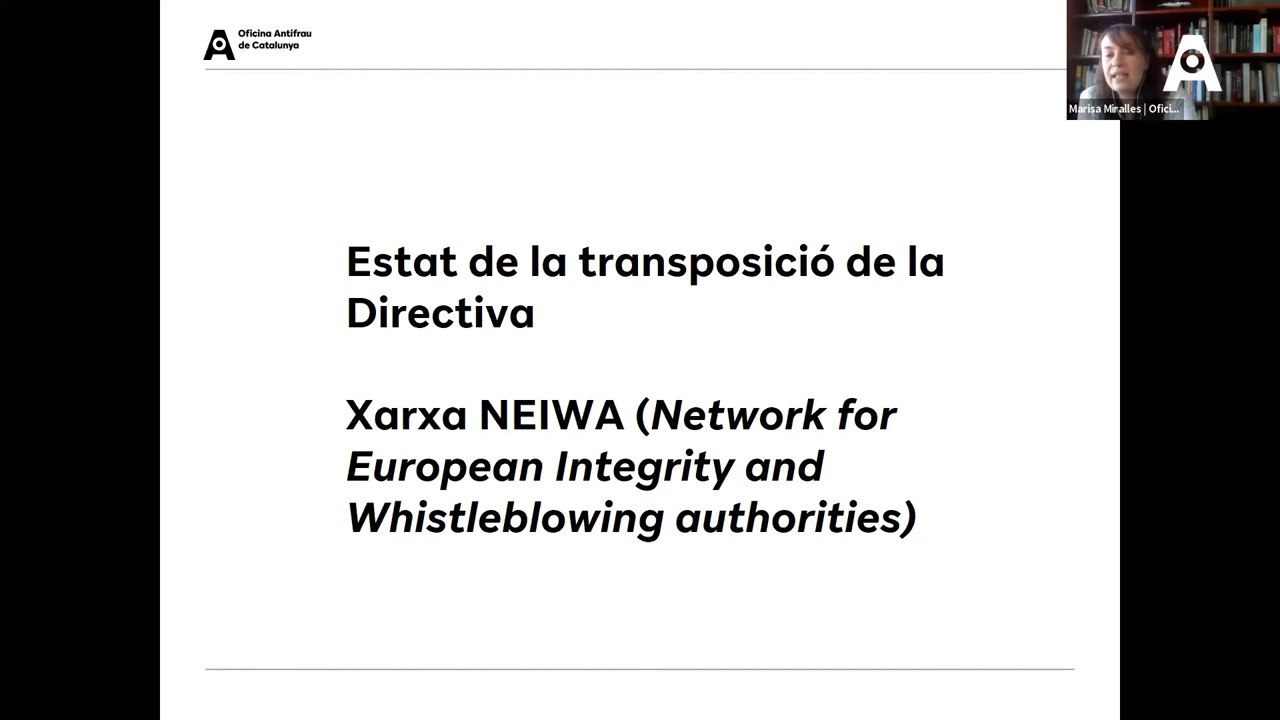 Oficina Antifrau
de Catalunya
Marisa Miralles | Ofici...
Estat de la transposició de la
Directiva
Xarxa NEIWA (Network for
European Integrity and
Whistleblowing authorities)